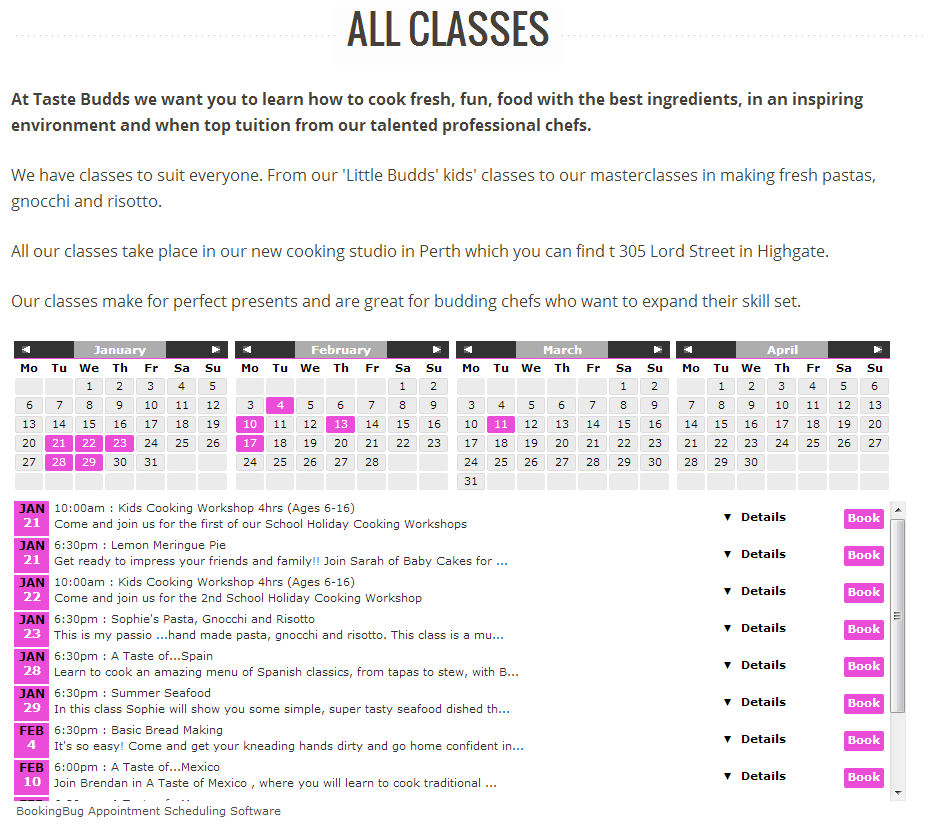 ALL CLASSES
At Taste Budds we want you to learn how to cook fresh, fun, food with the best ingredients, in an inspiring
environment and when top tuition from our talented professional chefs.
We have classes to suit everyone. From our 'Little Budds' kids' classes to our masterclasses in making fresh pastas,
gnocchi and risotto.
All our classes take place in our new cooking studio in Perth which you can find t 305 Lord Street in Highgate.
Our classes make for perfect presents and are great for budding chefs who want to expand their skill set.
January February March April
Mo Tu We Th Fr Sa Su Mo Tu We Th Fr Sa Su Mo Tu We Th Fr Sa Su Mo Tu We Th Fr Sa Su
1 2 3 4 5 1 2 1 2 1 2 3 4 5 6
6 7 8 9 10 11 12 3 4 5 6 7 8 9 3 4 5 6 7 8 9 7 8 9 10 11 12 13
13 14 15 16 17 18 19 10 11 12 13 14 15 16 10 11 12 13 14 15 16 14 15 16 17 18 19 20
20 21 22 23 24 25 26 17 18 19 20 21 22 23 17 18 19 20 21 22 23 21 22 23 24 25 26 27
27 28 29 30 31 24 25 26 27 28 24 25 26 27 28 29 30 28 29 30
31
JAN 10:00am : Kids Cooking Workshop 4hrs (Ages 6-16)
21 Come and join us for the first of our School Holiday Cooking Workshops ▼ Details Book
JAN 6:30pm : Lemon Meringue Pie
21 Get ready to impress your friends and family!! Join Sarah of Baby Cakes for ... ▼ Details Book
JAN 10:00am : Kids Cooking Workshop 4hrs (Ages 6-16)
22 Come and join us for the 2nd School Holiday Cooking Workshop ▼ Details Book
JAN 6:30pm : Sophie's Pasta, Gnocchi and Risotto
23 This is my passio ...hand made pasta, gnocchi and risotto. This class is a mu... ▼ Details Book
JAN 6:30pm : A Taste of...Spain
28 Learn to cook an amazing menu of Spanish classics, from tapas to stew, with B... ▼ Details Book
JAN 6:30pm : Summer Seafood
29 In this class Sophie will show you some simple, super tasty seafood dished th... ▼ Details Book
FEB 6:30pm : Basic Bread Making
4 It's so easy! Come and get your kneading hands dirty and go home confident in... ▼ Details Book
FEB 6:00pm : A Taste of...Mexico
10 Join Brendan in A Taste of Mexico , where you will learn to cook traditional ... ▼ Details Book
BookingBug Appointment Scheduling Software